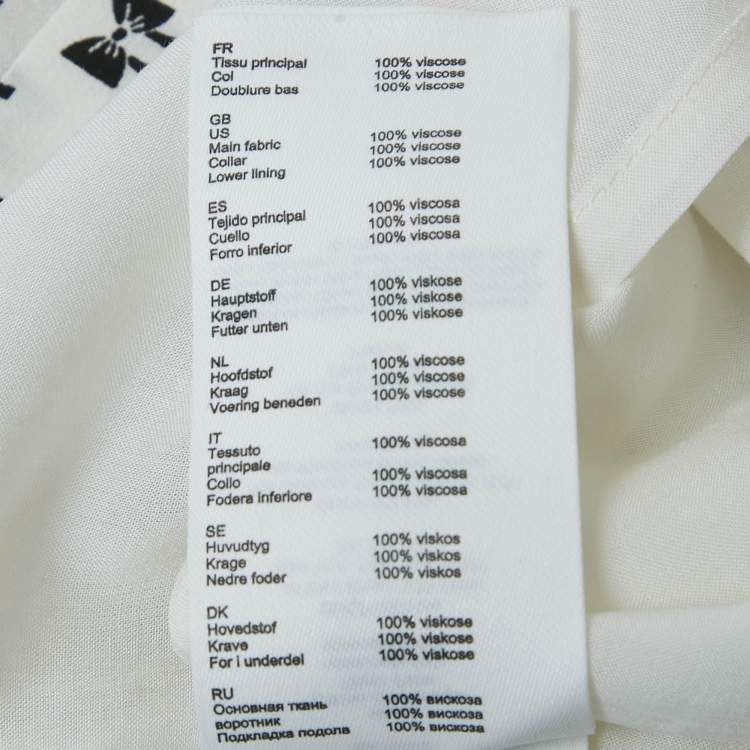 FR
Tissu principal 100% viscose
Col 100% viscose
Doublure bas 100% viscose
GB
US
Main fabric 100% viscose
Collar 100% viscose
Lower lining 100% viscose
ES
Tejido principal 100% viscosa
Cuello 100% viscosa
Forro inferior 100% viscosa
DE
Hauptstoff 100% viskose
Kragen 100% viskose
Futter unten 100% viskose
NL
Hoofdstof 100% viscose
Kraag 100% viscose
Voering beneden 100% viscose
IT
Tessuto 100% viscosa
principale
Collo 100% viscosa
Fodera inferiore 100% viscosa
SE
Huvudtyg 100% viskos
Krage 100% viskos
Nedre foder 100% viskos
DK
Hovedstof 100% viskose
Krave 100% viskose
For i underdel 100% viskose
RU
Основная ткань 100% вискоза
воротник 100% вискоза
Подкладка подола 100% вискоза